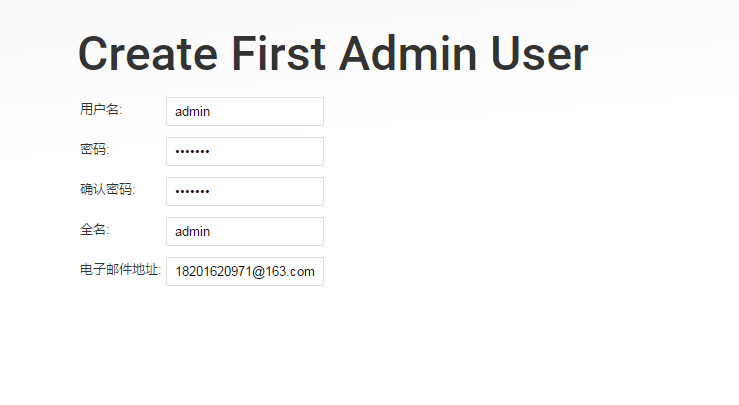 Create First Admin User
用户名: admin
密码: •••••••
确认密码: •••••••
全名: admin
电子邮件地址: 18201620971@163.com